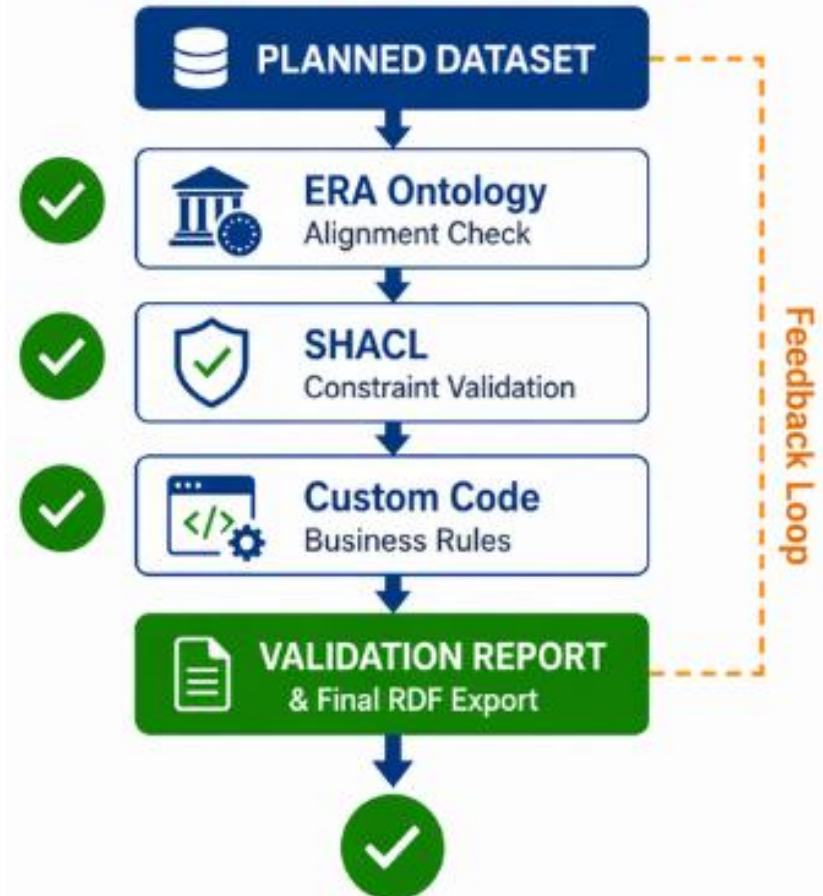 PLANNED DATASET
ERA Ontology
Alignment Check
SHACL
Constraint Validation
</>
Custom Code
Business Rules
VALIDATION REPORT
& Final RDF Export
Feedback Loop